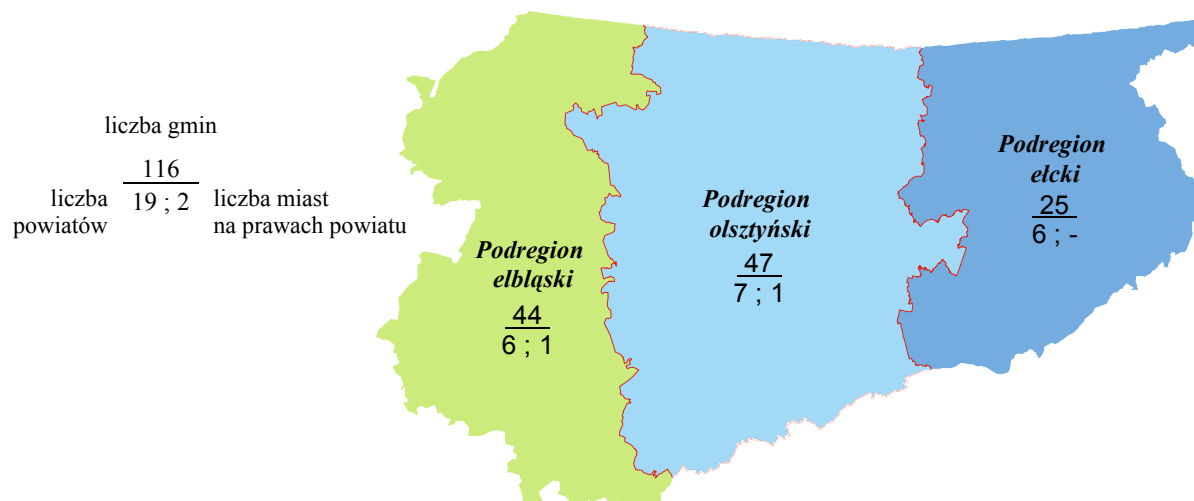 liczba gmin
116
19 ; 2
liczba
powiatów
liczba miast
na prawach powiatu
Podregion
elbląski
44
6 ; 1
Podregion
olsztyński
47
7 ; 1
Podregion
ełcki
25
6 ; -